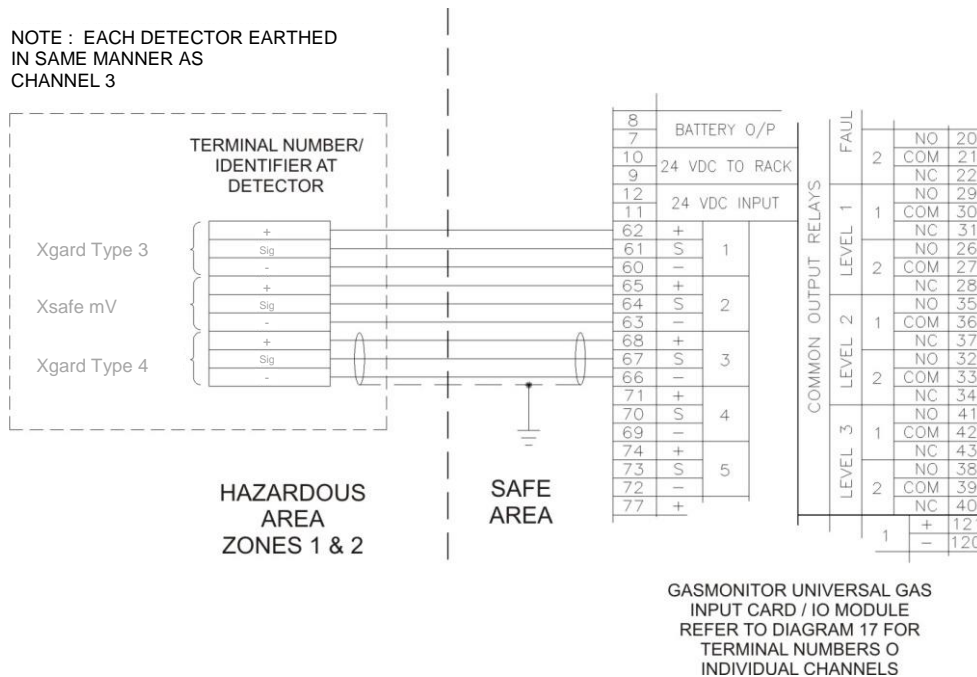 NOTE : EACH DETECTOR EARTHED
IN SAME MANNER AS
CHANNEL 3
TERMINAL NUMBER/
IDENTIFIER AT
DETECTOR
Xgard Type 3
+
Sig
-
Xsafe mV
+
Sig
-
Xgard Type 4
+
Sig
-
HAZARDOUS
AREA
ZONES 1 & 2
SAFE
AREA
8
7
BATTERY O/P
10
9
24 VDC TO RACK
12
11
24 VDC INPUT
62 +
61 S 1
60 -
65 +
64 S 2
63 -
68 +
67 S 3
66 -
71 +
70 S 4
69 -
74 +
73 S 5
72 -
77 +
COMMON OUTPUT RELAYS
FAUL
2
NO 20
COM 21
NC 22
LEVEL 1
1
NO 29
COM 30
NC 31
2
NO 26
COM 27
NC 28
LEVEL 2
1
NO 35
COM 36
NC 37
2
NO 32
COM 33
NC 34
LEVEL 3
1
NO 41
COM 42
NC 43
2
NO 38
COM 39
NC 40
1
+ 121
- 120
GASMONITOR UNIVERSAL GAS
INPUT CARD / IO MODULE
REFER TO DIAGRAM 17 FOR
TERMINAL NUMBERS O
INDIVIDUAL CHANNELS